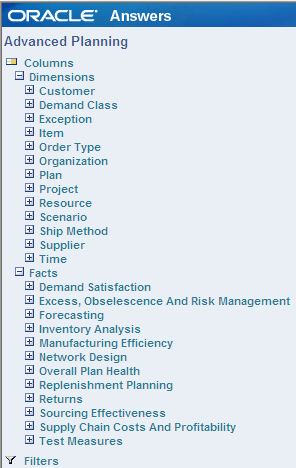 ORACLE Answers
Advanced Planning
Columns
Dimensions
Customer
Demand Class
Exception
Item
Order Type
Organization
Plan
Project
Resource
Scenario
Ship Method
Supplier
Time
Facts
Demand Satisfaction
Excess, Obselescence And Risk Management
Forecasting
Inventory Analysis
Manufacturing Efficiency
Network Design
Overall Plan Health
Replenishment Planning
Returns
Sourcing Effectiveness
Supply Chain Costs And Profitability
Test Measures
Filters